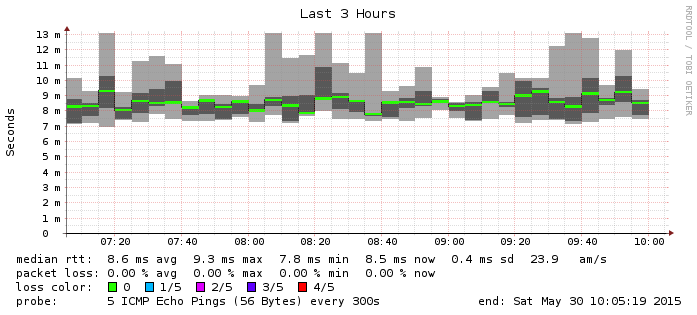 Last 3 Hours
RRDTOOL / TOBI OETIKER
Seconds
13 m
12 m
11 m
10 m
9 m
8 m
7 m
6 m
5 m
4 m
3 m
2 m
1 m
0
07:20 07:40 08:00 08:20 08:40 09:00 09:20 09:40 10:00
median rtt: 8.6 ms avg 9.3 ms max 7.8 ms min 8.5 ms now 0.4 ms sd 23.9 am/s
packet loss: 0.00 % avg 0.00 % max 0.00 % min 0.00 % now
loss color: 0 1/5 2/5 3/5 4/5
probe: 5 ICMP Echo Pings (56 Bytes) every 300s end: Sat May 30 10:05:19 2015